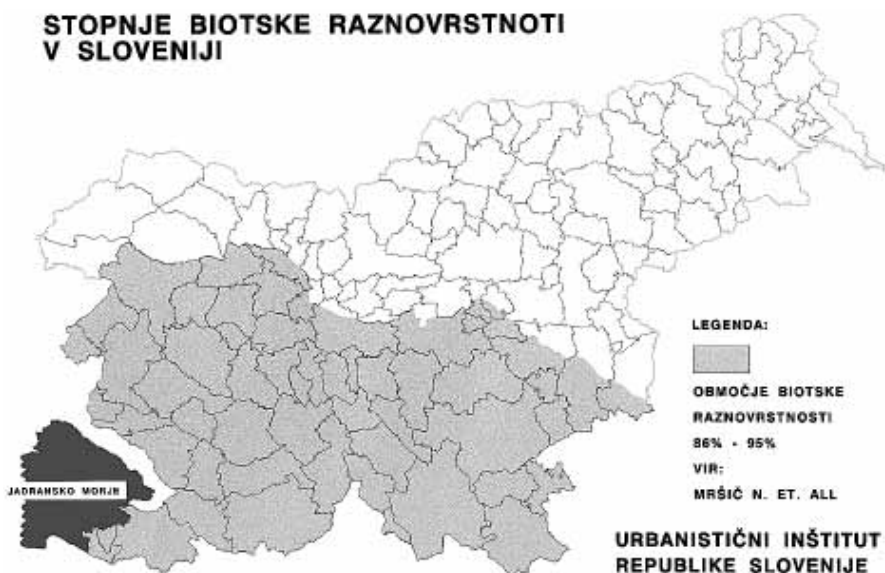 STOPNJE BIOTSKE RAZNOVRSTNOTI
V SLOVENIJI
JADRANSKO MORJE
LEGENDA:
OBMOČJE BIOTSKE
RAZNOVRSTNOSTI
86% - 95%
VIR:
MRŠIČ N. ET. ALL
URBANISTIČNI INŠTITUT
REPUBLIKE SLOVENIJE